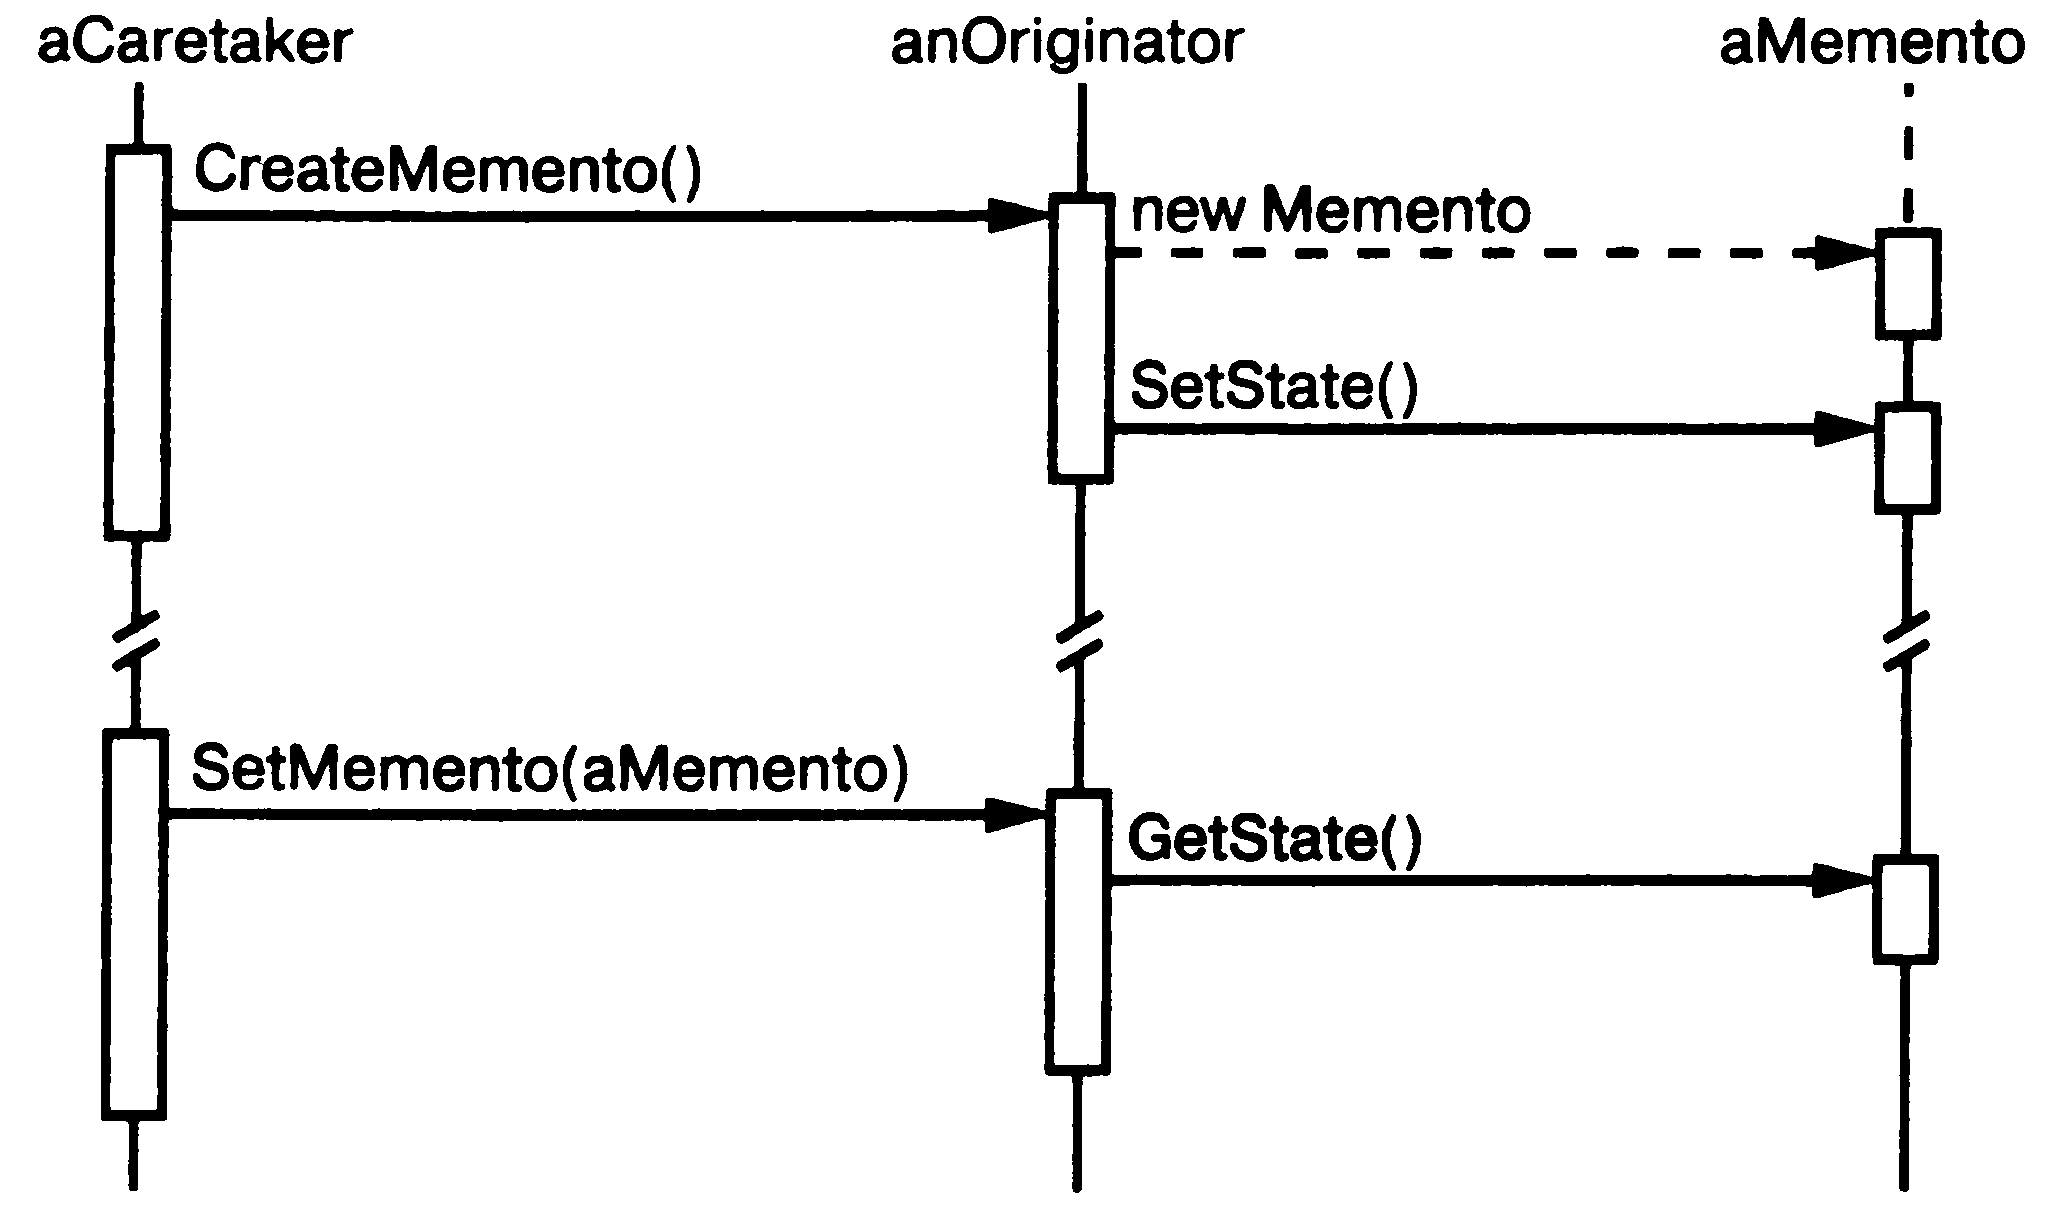 aCaretaker anOriginator aMemento
CreateMemento()
new Memento
SetState()
SetMemento(aMemento)
GetState()